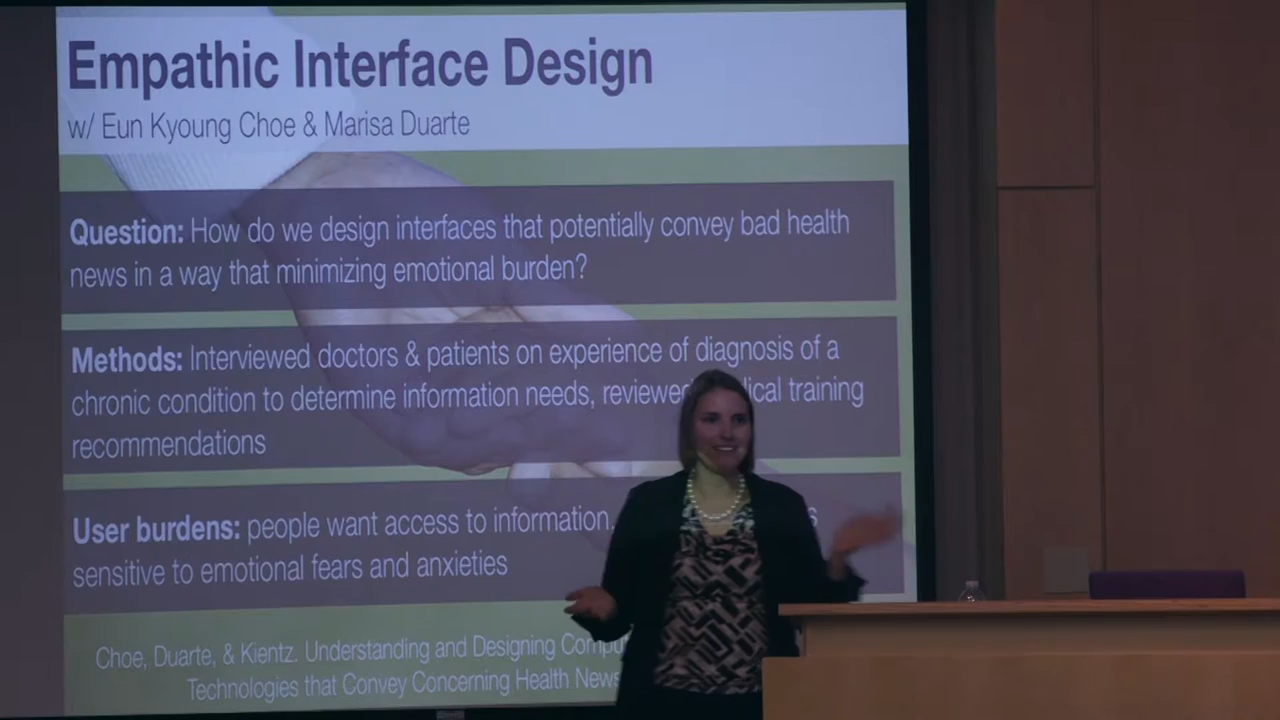 Empathic Interface Design
w/ Eun Kyoung Choe & Marisa Duarte
Question: How do we design interfaces that potentially convey bad health
news in a way that minimizing emotional burden?
Methods: Interviewed doctors & patients on experience of diagnosis of a
chronic condition to determine information needs, reviewed training
recommendations
User burdens: people want access to information.
sensitive to emotional fears and anxieties
Choe, Duarte, & Kientz. Understanding and Designing
Technologies that Convey Concerning Health News